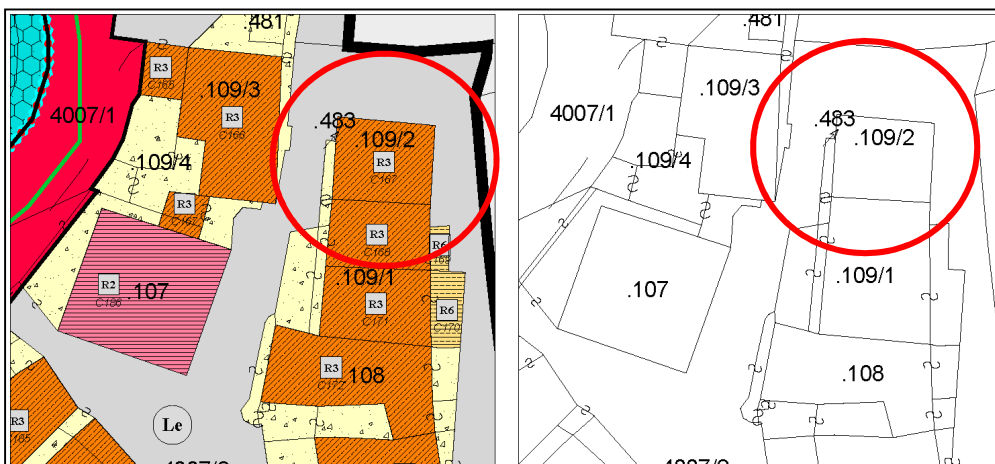 .481
R3
C165
.109/3
R3
C166
4007/1
.483
.109/2
R3
C167
.109/4
R3
R3
C168
R6
.109/1
R2
C186
.107
R3
C171
R6
C170
R3
C172
.108
R3
Le
.481
.109/3
4007/1
.483
.109/2
.109/4
.109/1
.107
.108